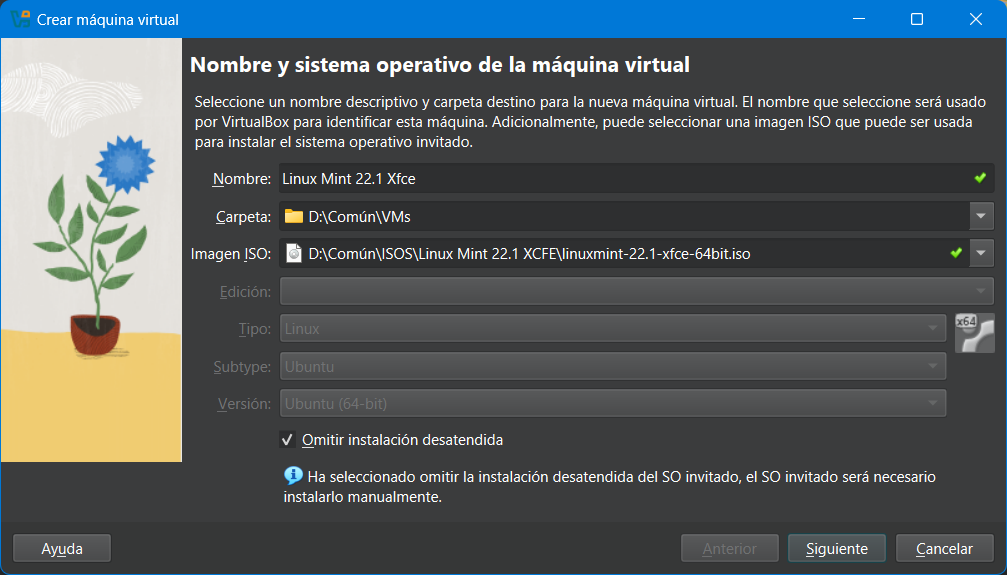 Crear máquina virtual
Nombre y sistema operativo de la máquina virtual
Seleccione un nombre descriptivo y carpeta destino para la nueva máquina virtual. El nombre que seleccione será usado
por VirtualBox para identificar esta máquina. Adicionalmente, puede seleccionar una imagen ISO que puede ser usada
para instalar el sistema operativo invitado.
Nombre: Linux Mint 22.1 Xfce
Carpeta: D:\Común\VMs
Imagen ISO: D:\Común\ISOS\Linux Mint 22.1 XCFE\linuxmint-22.1-xfce-64bit.iso
Edición:
Tipo: Linux
x64
Subtype: Ubuntu
Versión: Ubuntu (64-bit)
Omitir instalación desatendida
Ha seleccionado omitir la instalación desatendida del SO invitado, el SO invitado será necesario
instalarlo manualmente.
Ayuda Anterior Siguiente Cancelar